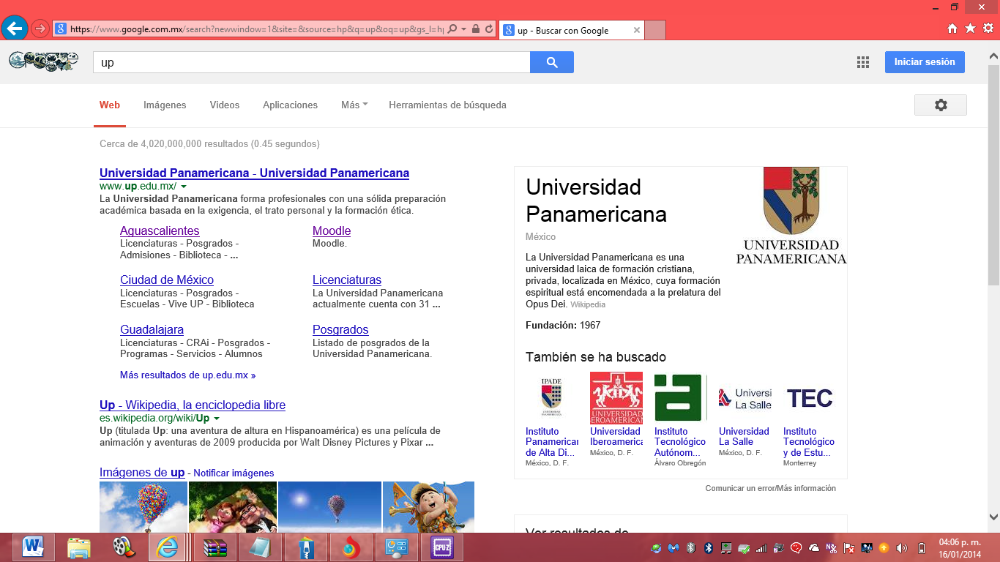 https://www.google.com.mx/search?newwindow=1&site=&source=hp&q=up&oq=up&gs_l=hp
up - Buscar con Google
up
Iniciar sesión
Web
Imágenes
Videos
Aplicaciones
Más
Herramientas de búsqueda
Cerca de 4,020,000,000 resultados (0.45 segundos)
Universidad Panamericana - Universidad Panamericana
www.up.edu.mx/
La Universidad Panamericana forma profesionales con una sólida preparación
académica basada en la exigencia, el trato personal y la formación ética.
Aguascalientes
Licenciaturas - Posgrados -
Admisiones - Biblioteca - ...
Moodle
Moodle.
Ciudad de México
Licenciaturas - Posgrados -
Escuelas - Vive UP - Biblioteca
Licenciaturas
La Universidad Panamericana
actualmente cuenta con 31 ...
Guadalajara
Licenciaturas - CRAi - Posgrados -
Programas - Servicios - Alumnos
Posgrados
Listado de posgrados de la
Universidad Panamericana.
Más resultados de up.edu.mx »
Up - Wikipedia, la enciclopedia libre
es.wikipedia.org/wiki/Up
Up (titulada Up: una aventura de altura en Hispanoamérica) es una película de
animación y aventuras de 2009 producida por Walt Disney Pictures y Pixar ...
Imágenes de up - Notificar imágenes
Universidad
Panamericana
México
UNIVERSIDAD
PANAMERICANA
La Universidad Panamericana es una
universidad laica de formación cristiana,
privada, localizada en México, cuya formación
espiritual está encomendada a la prelatura del
Opus Dei. Wikipedia
Fundación: 1967
También se ha buscado
IPADE
UNIVERSIDAD
EROAMERICAN
Universi
La Salle
TEC
Instituto
Panamerican
de Alta Di...
México, D. F.
Universidad
Iberoamerica
México, D. F.
Instituto
Tecnológico
Autónom...
Álvaro Obregón
Universidad
La Salle
México, D. F.
Instituto
Tecnológico
y de Estu...
Monterrey
Comunicar un error/Más información
Ver resultados de
CPU-Z
04:06 p. m.
16/01/2014